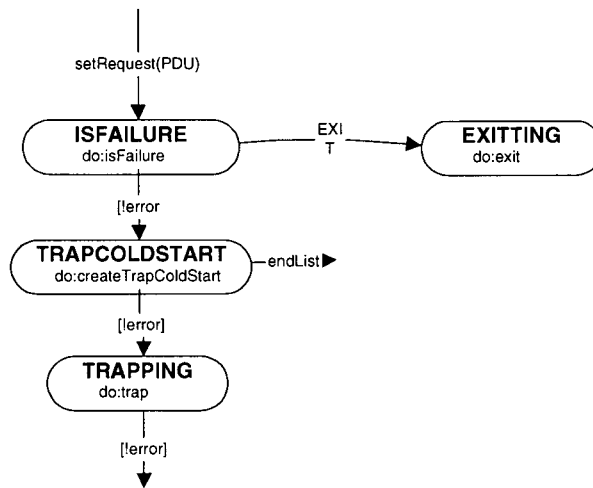 setRequest(PDU)
ISFAILURE
do:isFailure
EXI
T
EXITTING
do:exit
[!error
TRAPCOLDSTART
do:createTrapColdStart
endList
[!error]
TRAPPING
do:trap
[!error]